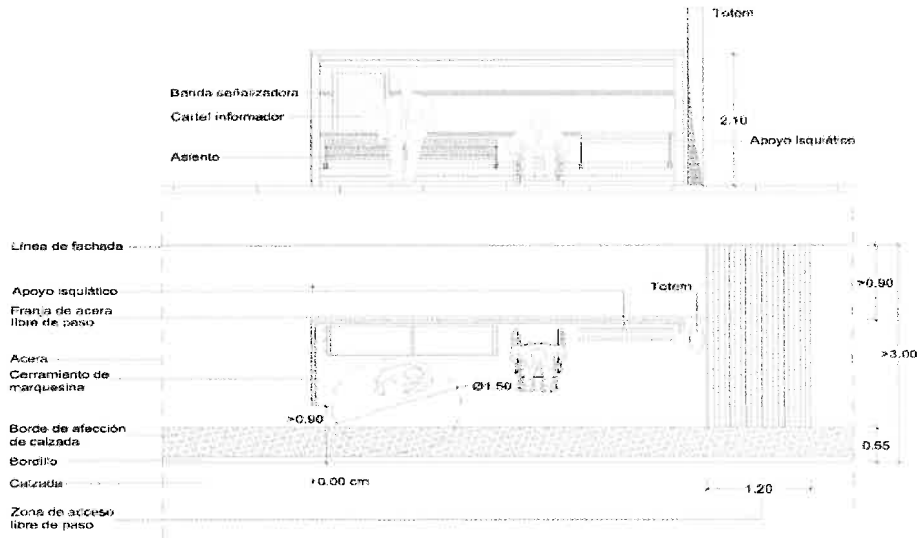 Totem
Banda señalizadora
Cartel informador
2.10
Apoyo isquiático
Asiento
Línea de fachada
Apoyo isquiático
Totem
>0.90
Franja de acera
libre de paso
>3.00
Acera
Cerramiento de
marquesina
Ø1.50
>0.90
Borde de afección
de calzada
0.55
Bordillo
Calzada
±0.00 cm
1.20
Zona de acceso
libre de paso